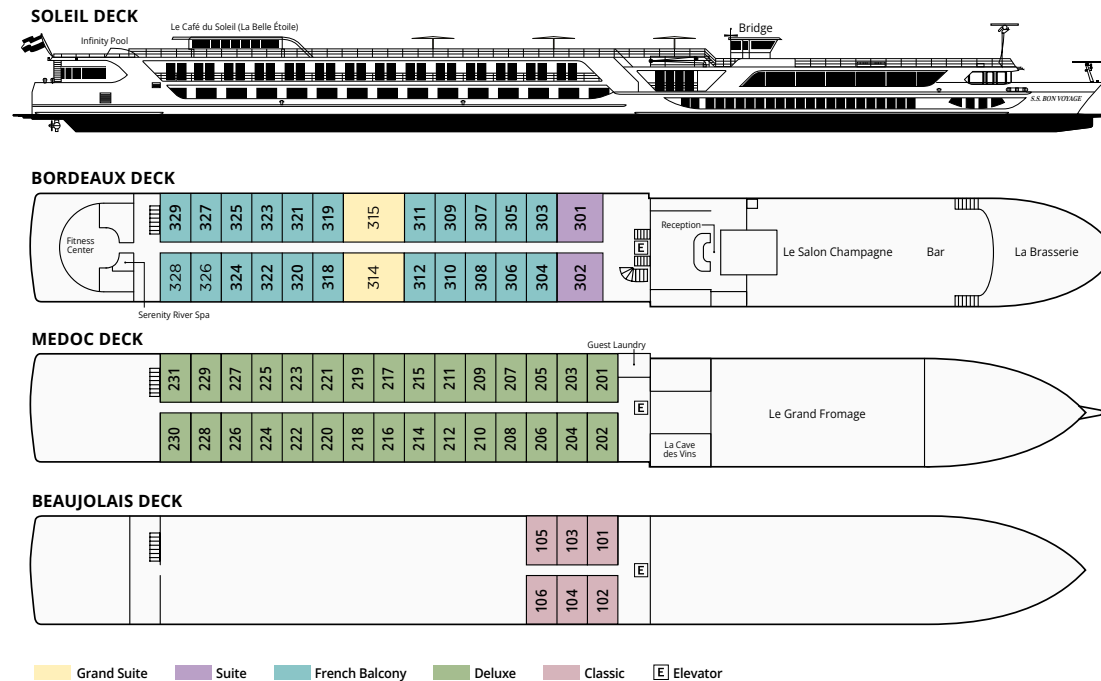 SOLEIL DECK
Le Café du Soleil (La Belle Étoile)
Infinity Pool
Bridge
S.S. BON VOYAGE
BORDEAUX DECK
329 327 325 323 321 319 315 311 309 307 305 303 301
Reception
Fitness
Center
E
Le Salon Champagne Bar La Brasserie
328 326 324 322 320 318 314 312 310 308 306 304 302
Serenity River Spa
MEDOC DECK
Guest Laundry
231 229 227 225 223 221 219 217 215 211 209 207 205 203 201
E
Le Grand Fromage
230 228 226 224 222 220 218 216 214 212 210 208 206 204 202
La Cave
des Vins
BEAUJOLAIS DECK
105 103 101
E
106 104 102
Grand Suite Suite French Balcony Deluxe Classic E Elevator